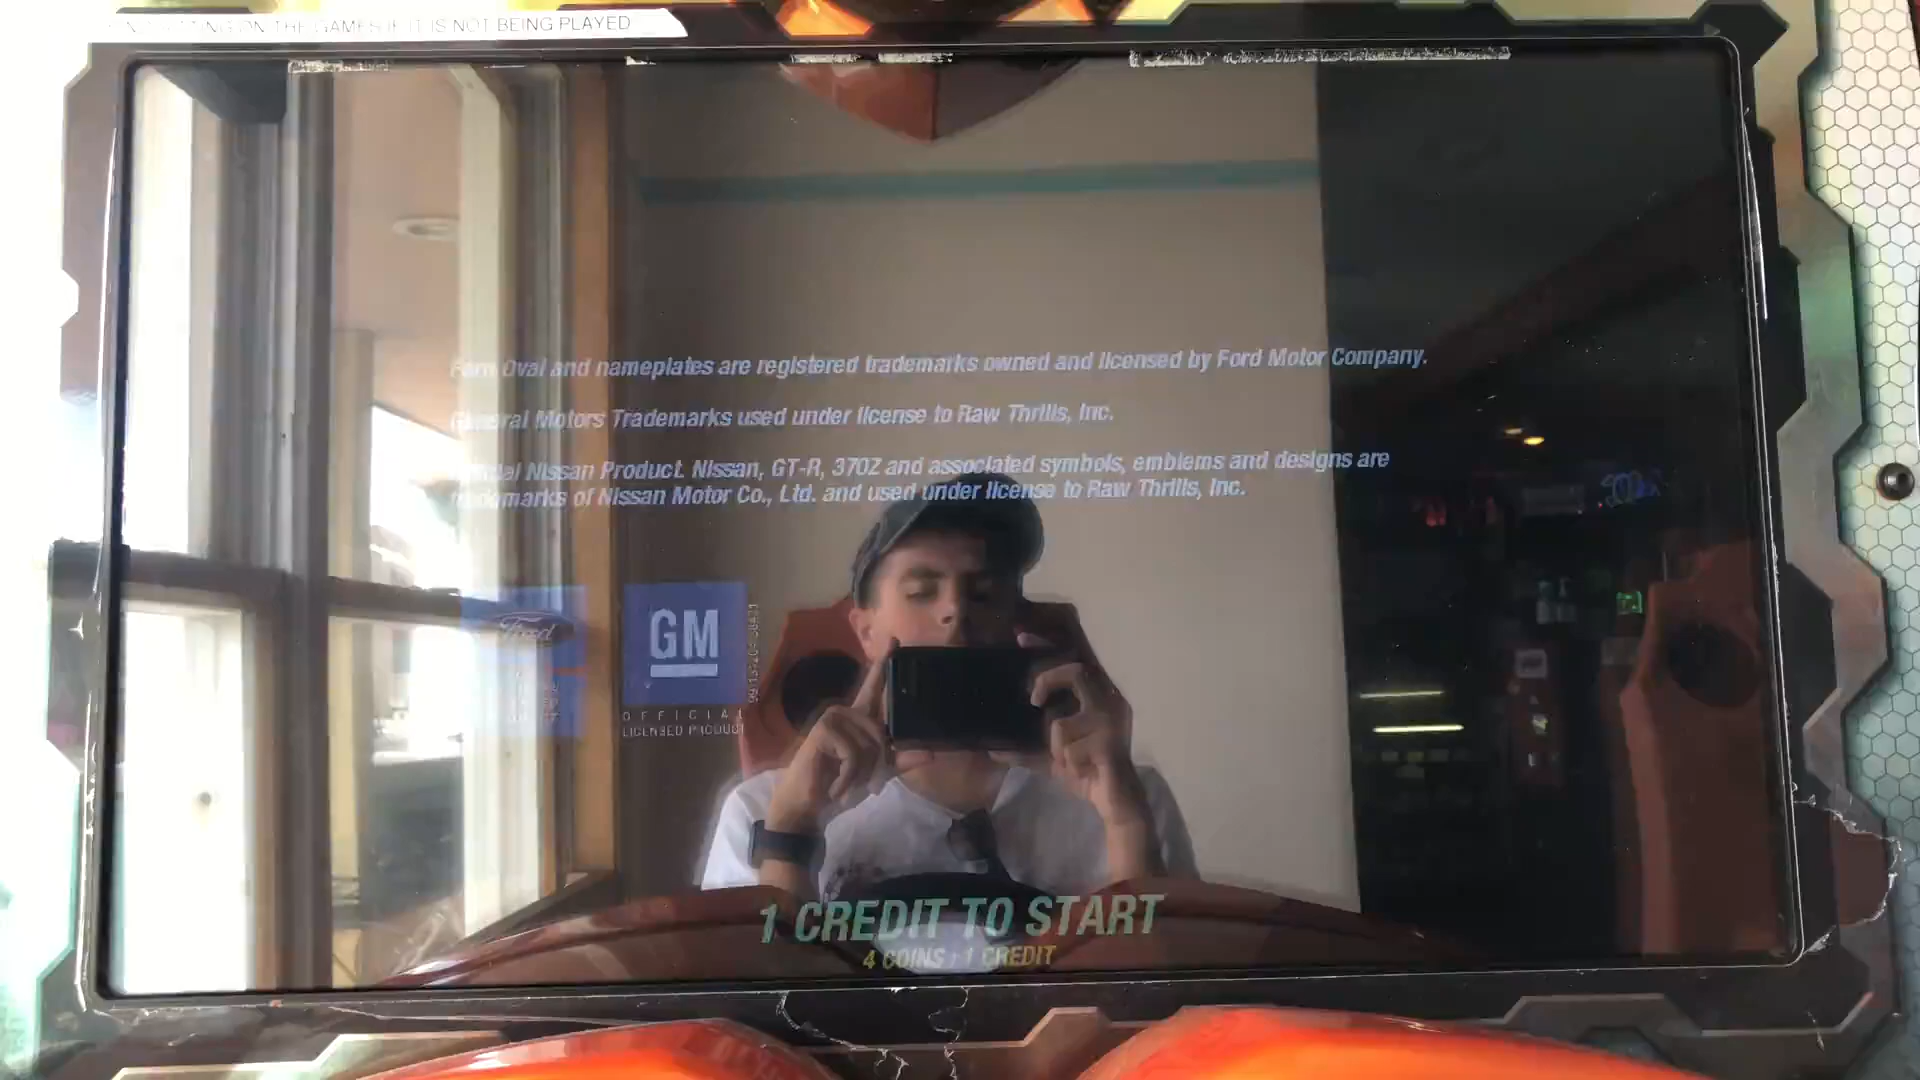 ON THE GAMES IF IT IS NOT BEING PLAYED
Oval and nameplates are registered trademarks owned and licensed by Ford Motor Company.
General Motors Trademarks used under license to Raw Thrills, Inc.
Nissan Product. Nissan, GT-R, 370Z and associated symbols, emblems and designs are
trademarks of Nissan Motor Co., Ltd. and used under license to Raw Thrills, Inc.
Ford
GM
OFFICIAL
LICENSED PRODUCT
1 CREDIT TO START
4 COINS : 1 CREDIT